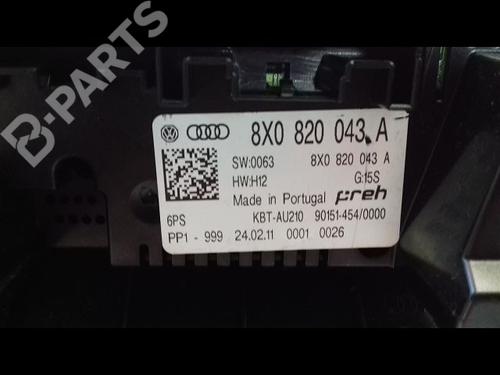 B-PARTS
8X0 820 043 A
SW:0063 8X0 820 043 A
HW:H12 G:15S
Made in Portugal preh
6PS KBT-AU210 90151-454/0000
PP1 - 999 24.02.11 0001 0026